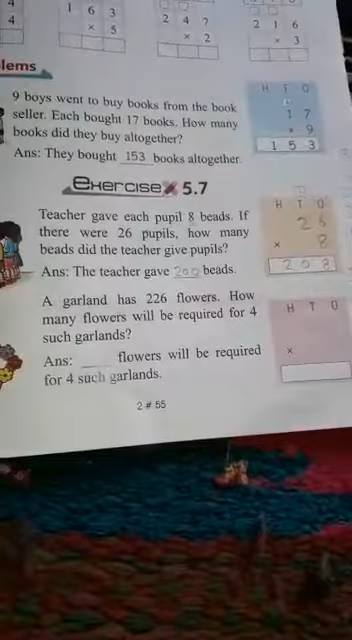 4
4
1 6 3
× 5
2 4 7
× 2
2 1 6
× 3
lems
9 boys went to buy books from the book
seller. Each bought 17 books. How many
books did they buy altogether?
Ans: They bought 153 books altogether.
H T O
1 7
× 9
1 5 3
Exercise 5.7
Teacher gave each pupil 8 beads. If
there were 26 pupils, how many
beads did the teacher give pupils?
Ans: The teacher gave beads.
H T O
2 6
× 8
2 0 8
A garland has 226 flowers. How
many flowers will be required for 4
such garlands?
Ans: ____ flowers will be required
for 4 such garlands.
H T O
×
2 # 55